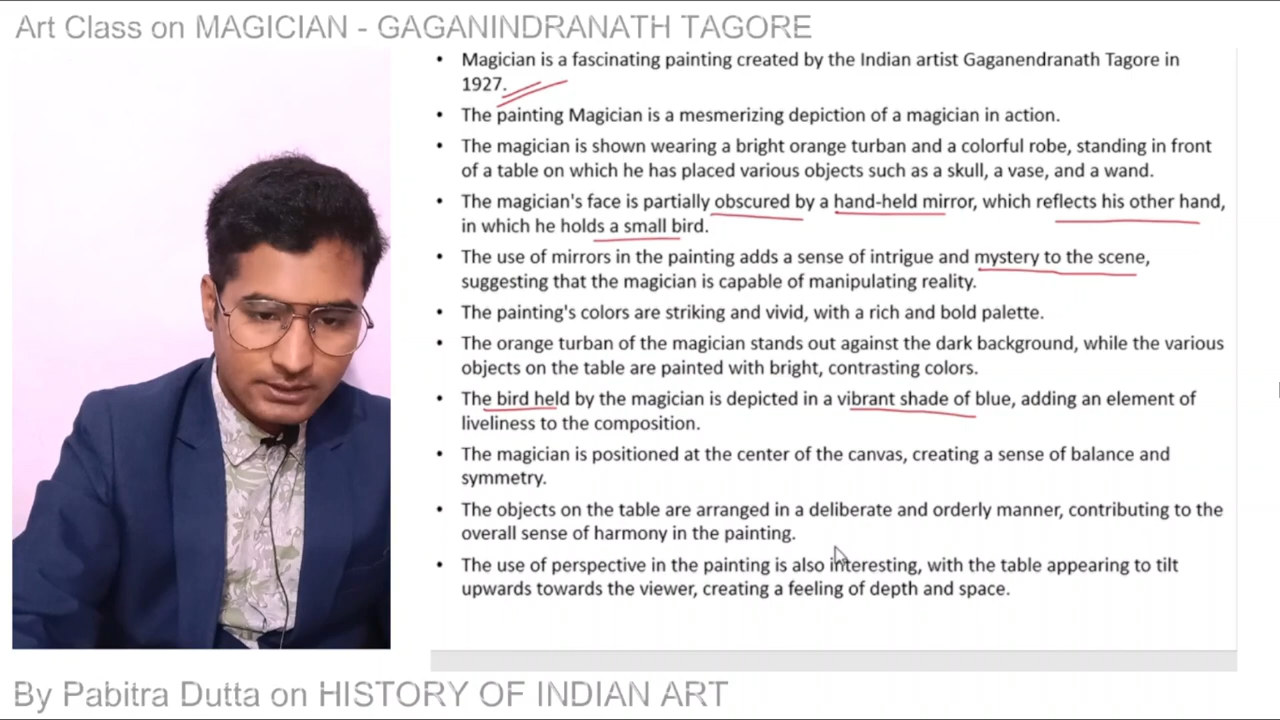 Art Class on MAGICIAN - GAGANINDRANATH TAGORE
• Magician is a fascinating painting created by the Indian artist Gaganendranath Tagore in
1927.
• The painting Magician is a mesmerizing depiction of a magician in action.
• The magician is shown wearing a bright orange turban and a colorful robe, standing in front
of a table on which he has placed various objects such as a skull, a vase, and a wand.
• The magician's face is partially obscured by a hand-held mirror, which reflects his other hand,
in which he holds a small bird.
• The use of mirrors in the painting adds a sense of intrigue and mystery to the scene,
suggesting that the magician is capable of manipulating reality.
• The painting's colors are striking and vivid, with a rich and bold palette.
• The orange turban of the magician stands out against the dark background, while the various
objects on the table are painted with bright, contrasting colors.
• The bird held by the magician is depicted in a vibrant shade of blue, adding an element of
liveliness to the composition.
• The magician is positioned at the center of the canvas, creating a sense of balance and
symmetry.
• The objects on the table are arranged in a deliberate and orderly manner, contributing to the
overall sense of harmony in the painting.
• The use of perspective in the painting is also interesting, with the table appearing to tilt
upwards towards the viewer, creating a feeling of depth and space.
By Pabitra Dutta on HISTORY OF INDIAN ART